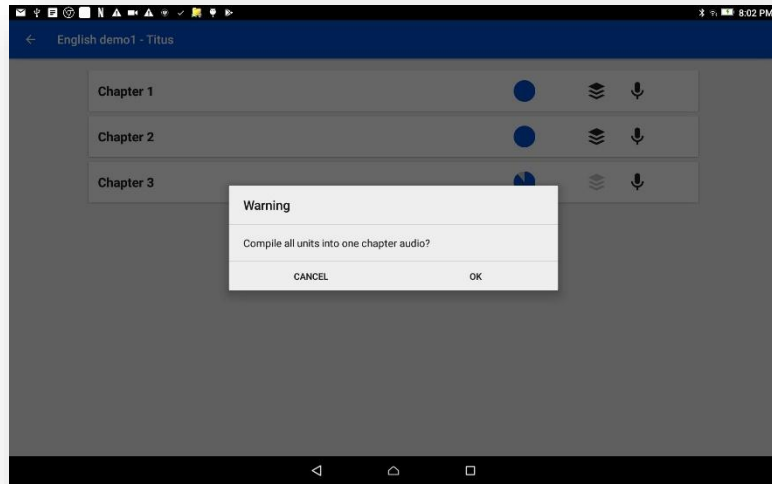 N
8:02 PM
English demo1 - Titus
Chapter 1
Chapter 2
Chapter 3
Warning
Compile all units into one chapter audio?
CANCEL OK